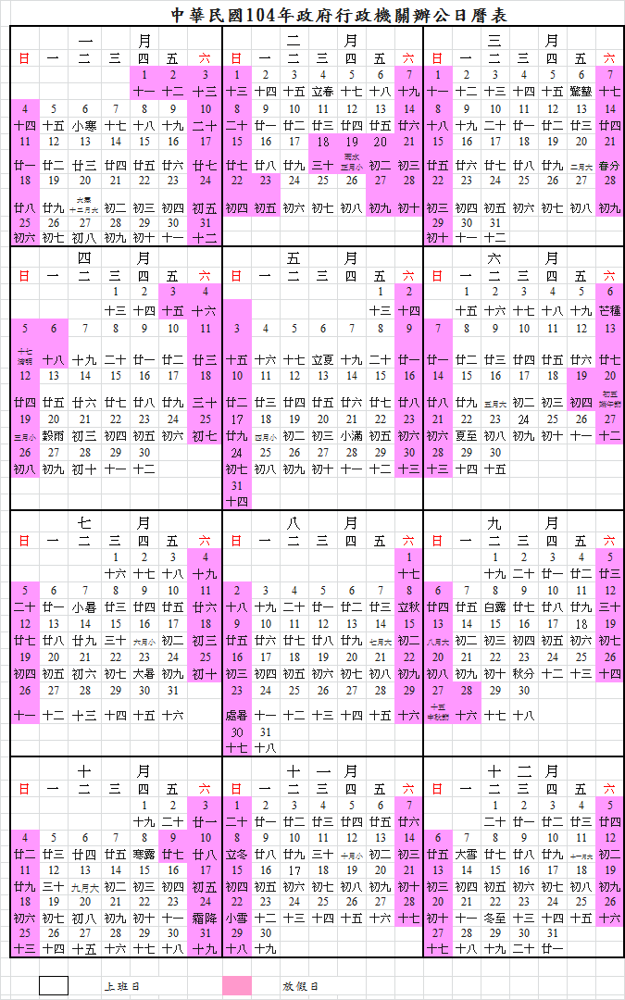 中華民國104年政府行政機關辦公日曆表
一 月 二 月 三 月
日 一 二 三 四 五 六 日 一 二 三 四 五 六 日 一 二 三 四 五 六
1 2 3 1 2 3 4 5 6 7 1 2 3 4 5 6 7
十一 十二 十三 十三 十四 十五 立春 十七 十八 十九 十一 十二 十三 十四 十五 驚蟄 十七
4 5 6 7 8 9 10 8 9 10 11 12 13 14 8 9 10 11 12 13 14
十四 十五 小寒 十七 十八 十九 二十 二十 廿一 廿二 廿三 廿四 廿五 廿六 十八 十九 二十 廿一 廿二 廿三 廿四
11 12 13 14 15 16 17 15 16 17 18 19 20 21 15 16 17 18 19 20 21
雨水
廿一 廿二 廿三 廿四 廿五 廿六 廿七 廿七 廿八 廿九 三十 正月小 初二 初三 廿五 廿六 廿七 廿八 廿九 二月大 春分
18 19 20 21 22 23 24 22 23 24 25 26 27 28 22 23 24 25 26 27 28
大寒
廿八 廿九 十二月大 初二 初三 初四 初五 初四 初五 初六 初七 初八 初九 初十 初三 初四 初五 初六 初七 初八 初九
25 26 27 28 29 30 31 29 30 31
初六 初七 初八 初九 初十 十一 十二 初十 十一 十二
四 月 五 月 六 月
日 一 二 三 四 五 六 日 一 二 三 四 五 六 日 一 二 三 四 五 六
1 2 3 4 1 2 1 2 3 4 5 6
十三 十四 十五 十六 十三 十四 十五 十六 十七 十八 十九 芒種
5 6 7 8 9 10 11 3 4 5 6 7 8 9 7 8 9 10 11 12 13
十七
清明 十八 十九 二十 廿一 廿二 廿三 十五 十六 十七 立夏 十九 二十 廿一 廿一 廿二 廿三 廿四 廿五 廿六 廿七
12 13 14 15 16 17 18 10 11 12 13 14 15 16 14 15 16 17 18 19 20
初五
廿四 廿五 廿六 廿七 廿八 廿九 三十 廿二 廿三 廿四 廿五 廿六 廿七 廿八 廿八 廿九 五月大 初二 初三 初四 端午節
19 20 21 22 23 24 25 17 18 19 20 21 22 23 21 22 23 24 25 26 27
三月小 穀雨 初三 初四 初五 初六 初七 廿九 四月小 初二 初三 小滿 初五 初六 初六 夏至 初八 初九 初十 十一 十二
26 27 28 29 30 24 25 26 27 28 29 30 28 29 30
初八 初九 初十 十一 十二 初七 初八 初九 初十 十一 十二 十三 十三 十四 十五
31
十四
七 月 八 月 九 月
日 一 二 三 四 五 六 日 一 二 三 四 五 六 日 一 二 三 四 五 六
1 2 3 4 1 1 2 3 4 5
十六 十七 十八 十九 十七 十九 二十 廿一 廿二 廿三
5 6 7 8 9 10 11 2 3 4 5 6 7 8 6 7 8 9 10 11 12
二十 廿一 小暑 廿三 廿四 廿五 廿六 十八 十九 二十 廿一 廿二 廿三 立秋 廿四 廿五 白露 廿七 廿八 廿九 三十
12 13 14 15 16 17 18 9 10 11 12 13 14 15 13 14 15 16 17 18 19
廿七 廿八 廿九 三十 六月小 初二 初三 廿五 廿六 廿七 廿八 廿九 七月大 初二 八月大 初二 初三 初四 初五 初六 初七
19 20 21 22 23 24 25 16 17 18 19 20 21 22 20 21 22 23 24 25 26
初四 初五 初六 初七 大暑 初九 初十 初三 初四 初五 初六 初七 初八 初九 初八 初九 初十 秋分 十二 十三 十四
26 27 28 29 30 31 23 24 25 26 27 28 29 27 28 29 30
十五
十一 十二 十三 十四 十五 十六 處暑 十一 十二 十三 十四 十五 十六 中秋節 十六 十七 十八
30 31
十七 十八
十 月 十 一 月 十 二 月
日 一 二 三 四 五 六 日 一 二 三 四 五 六 日 一 二 三 四 五 六
1 2 3 1 2 3 4 5 6 7 1 2 3 4 5
十九 二十 廿一 二十 廿一 廿二 廿三 廿四 廿五 廿六 二十 廿一 廿二 廿三 廿四
4 5 6 7 8 9 10 8 9 10 11 12 13 14 6 7 8 9 10 11 12
廿二 廿三 廿四 廿五 寒露 廿七 廿八 立冬 廿八 廿九 三十 十月小 初二 初三 廿五 大雪 廿七 廿八 廿九 十一月大 初二
11 12 13 14 15 16 17 15 16 17 18 19 20 21 13 14 15 16 17 18 19
廿九 三十 九月大 初二 初三 初四 初五 初四 初五 初六 初七 初八 初九 初十 初三 初四 初五 初六 初七 初八 初九
18 19 20 21 22 23 24 22 23 24 25 26 27 28 20 21 22 23 24 25 26
初六 初七 初八 初九 初十 十一 霜降 小雪 十二 十三 十四 十五 十六 十七 初十 十一 冬至 十三 十四 十五 十六
25 26 27 28 29 30 31 29 30 27 28 29 30 31
十三 十四 十五 十六 十七 十八 十九 十八 十九 十七 十八 十九 二十 廿一
上班日 放假日